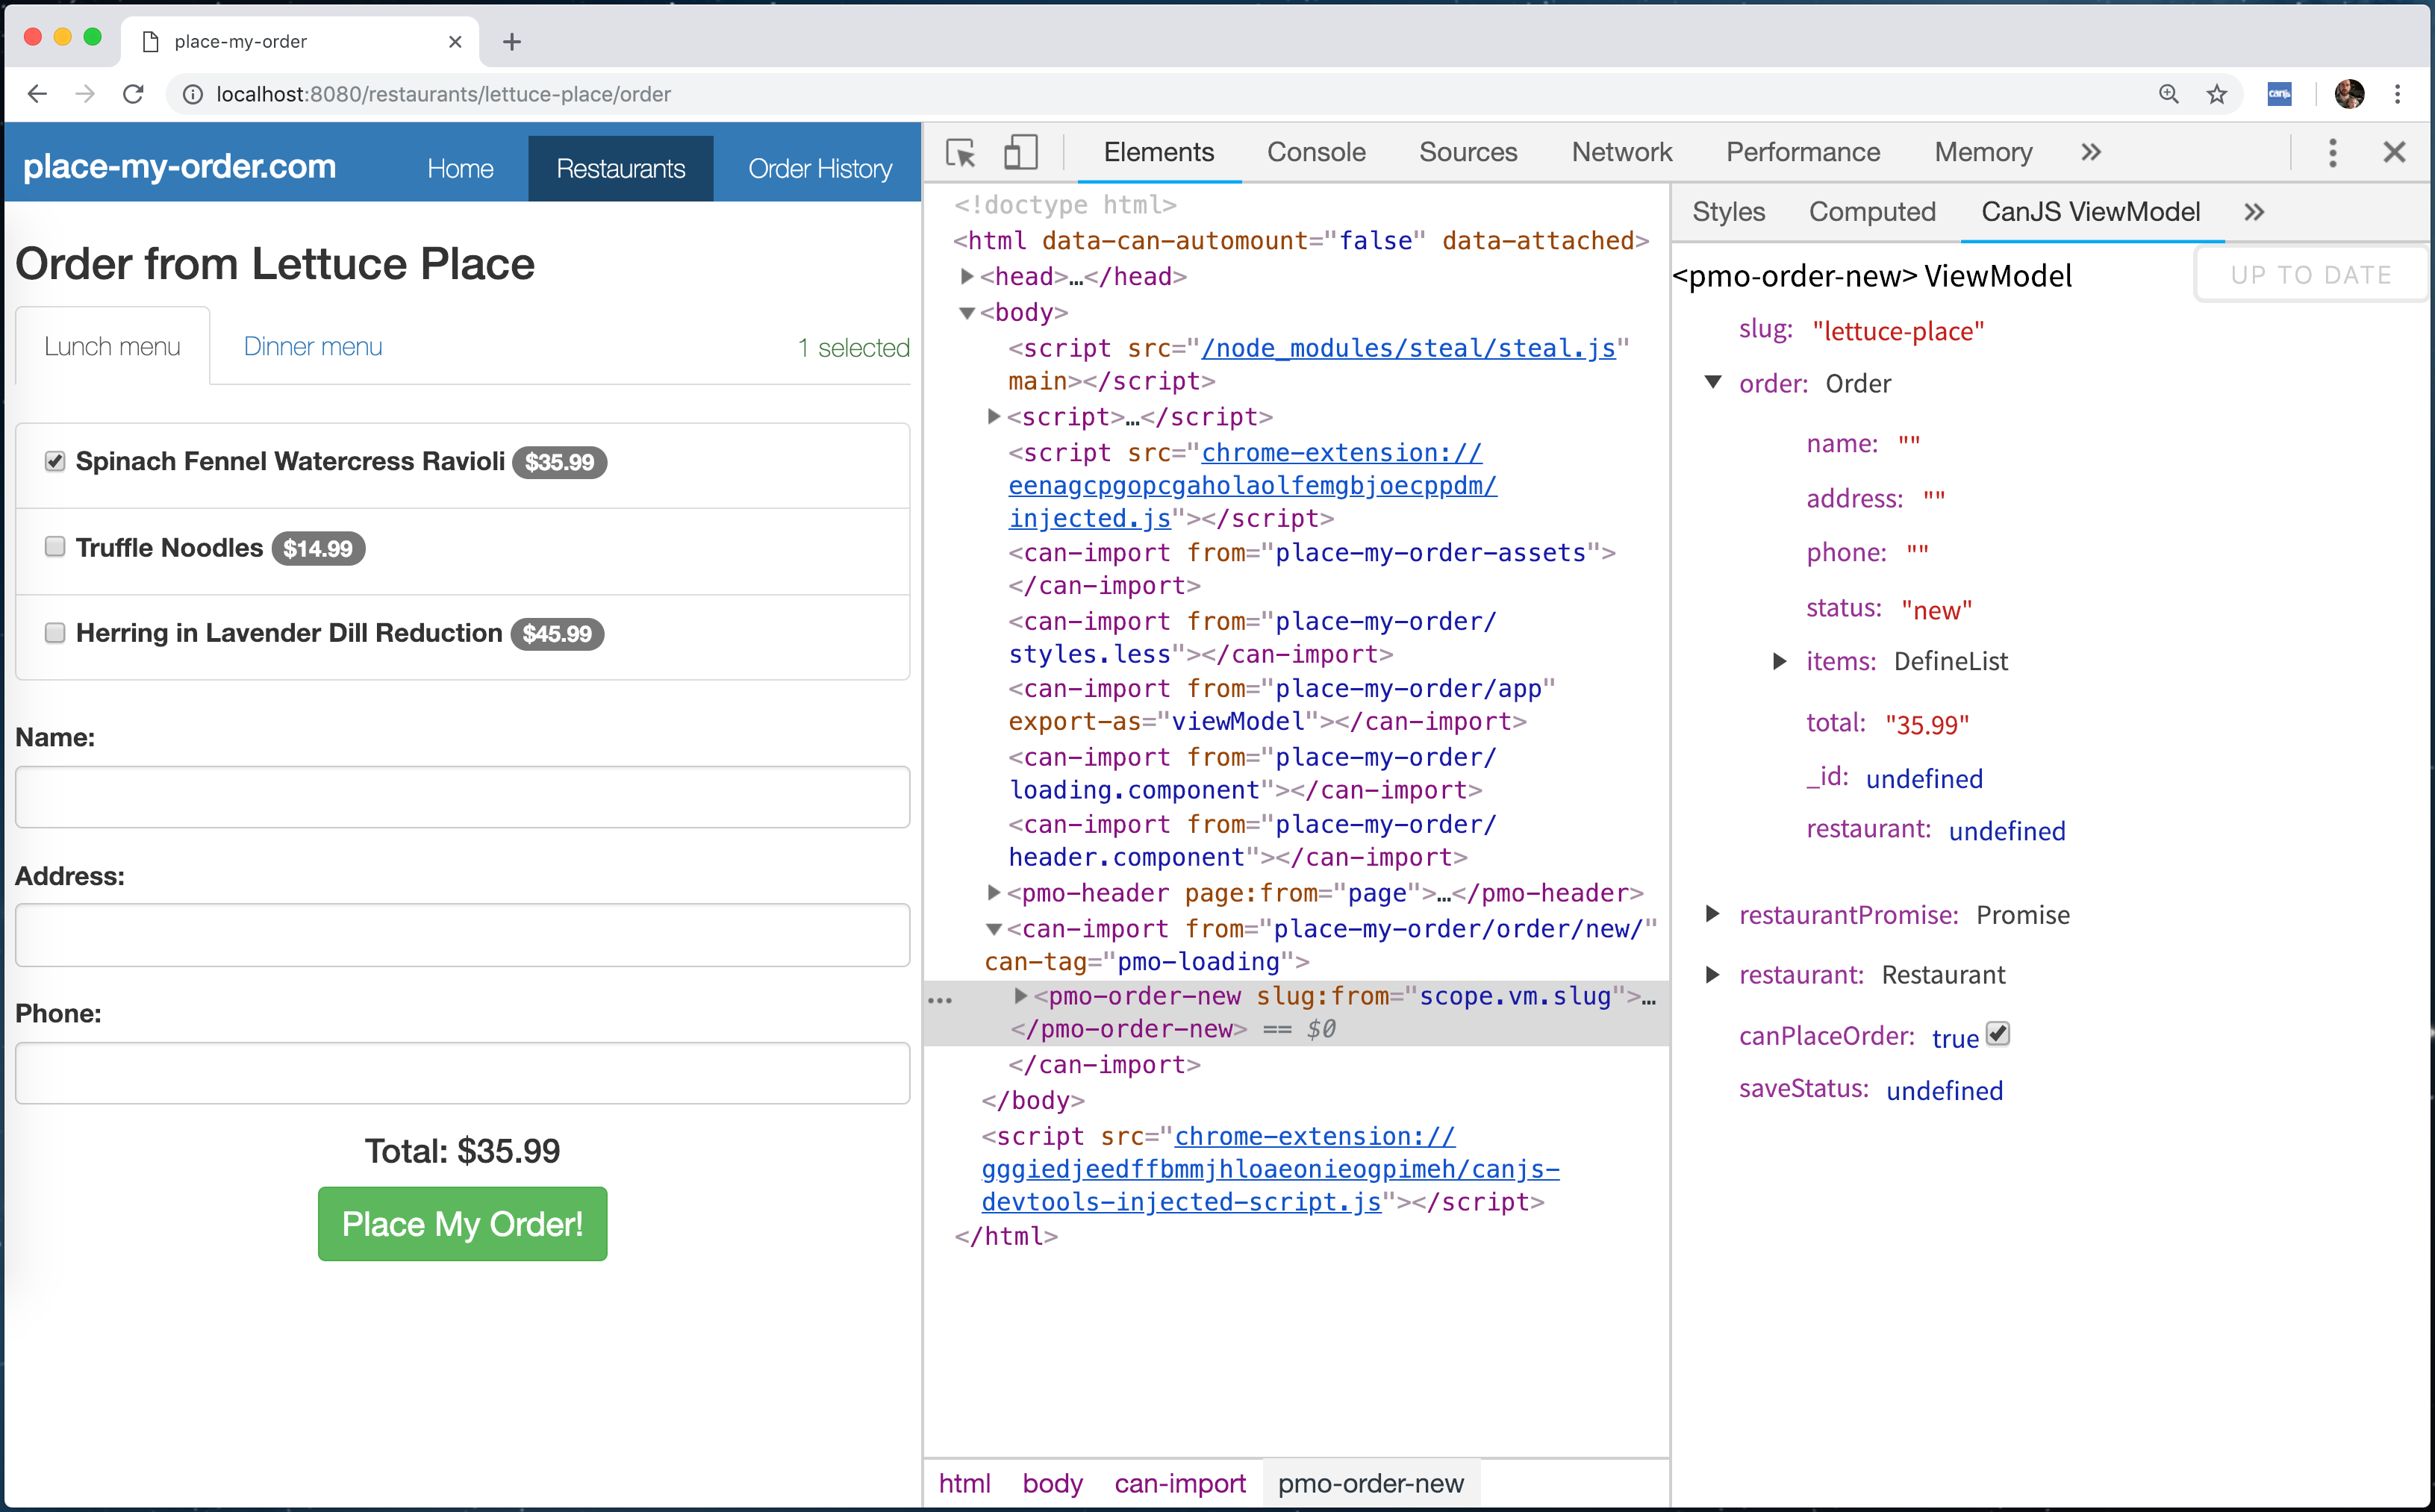 place-my-order
localhost:8080/restaurants/lettuce-place/order
canjs
place-my-order.com
Home
Restaurants
Order History
Order from Lettuce Place
Lunch menu
Dinner menu
1 selected
Spinach Fennel Watercress Ravioli $35.99
Truffle Noodles $14.99
Herring in Lavender Dill Reduction $45.99
Name:
Address:
Phone:
Total: $35.99
Place My Order!
Elements
Console
Sources
Network
Performance
Memory
<!doctype html>
<html data-can-automount="false" data-attached>
<head>…</head>
<body>
<script src="/node_modules/steal/steal.js"
main></script>
<script>…</script>
<script src="chrome-extension://
eenagcpgopcgaholaolfemgbjoecppdm/
injected.js"></script>
<can-import from="place-my-order-assets">
</can-import>
<can-import from="place-my-order/
styles.less"></can-import>
<can-import from="place-my-order/app"
export-as="viewModel"></can-import>
<can-import from="place-my-order/
loading.component"></can-import>
<can-import from="place-my-order/
header.component"></can-import>
<pmo-header page:from="page">…</pmo-header>
<can-import from="place-my-order/order/new/"
can-tag="pmo-loading">
<pmo-order-new slug:from="scope.vm.slug">…
</pmo-order-new> == $0
</can-import>
</body>
<script src="chrome-extension://
gggiedjeedffbmmjhloaeonieogpimeh/canjs-
devtools-injected-script.js"></script>
</html>
html
body
can-import
pmo-order-new
Styles
Computed
CanJS ViewModel
<pmo-order-new> ViewModel
UP TO DATE
slug: "lettuce-place"
order: Order
name: ""
address: ""
phone: ""
status: "new"
items: DefineList
total: "35.99"
_id: undefined
restaurant: undefined
restaurantPromise: Promise
restaurant: Restaurant
canPlaceOrder: true
saveStatus: undefined